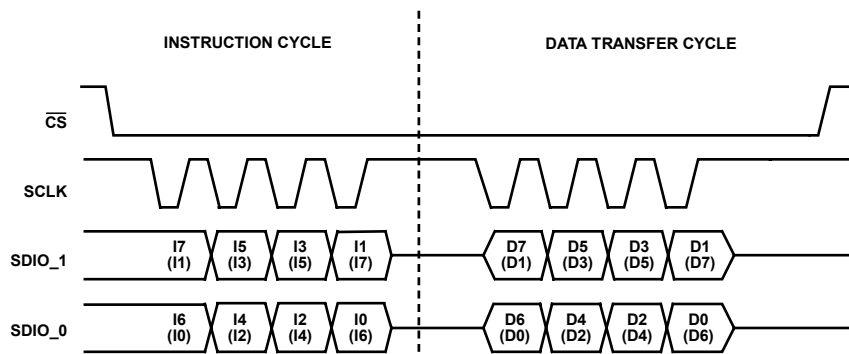 INSTRUCTION CYCLE DATA TRANSFER CYCLE
CS
SCLK
SDIO_1 I7 I5 I3 I1 D7 D5 D3 D1
(I1) (I3) (I5) (I7) (D1) (D3) (D5) (D7)
SDIO_0 I6 I4 I2 I0 D6 D4 D2 D0
(I0) (I2) (I4) (I6) (D0) (D2) (D4) (D6)